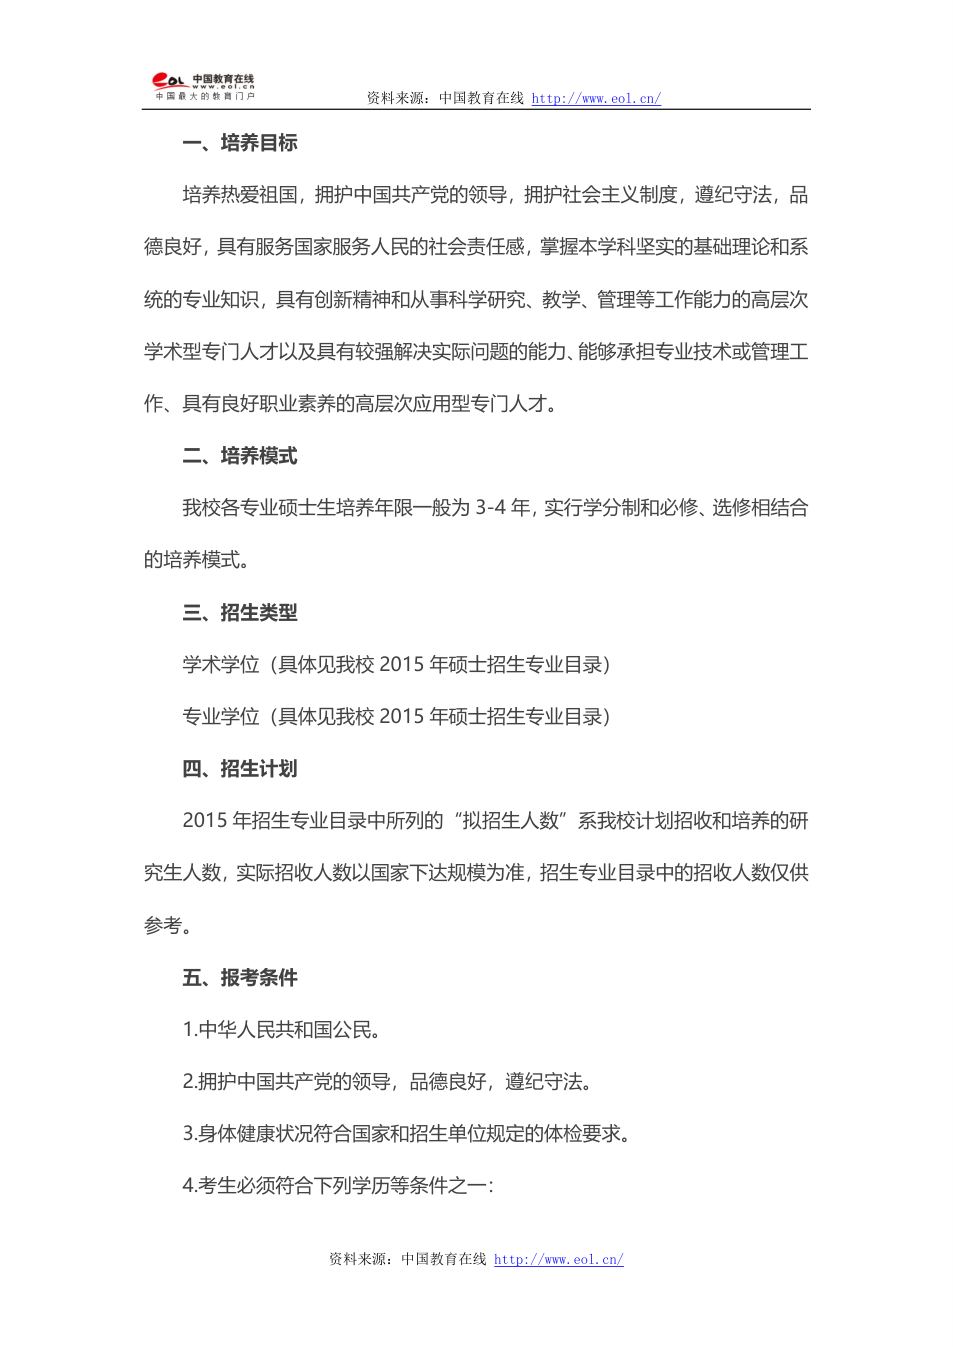 eoL 中国教育在线
www.eol.cn
中国最大的教育门户
资料来源：中国教育在线 http://www.eol.cn/
一、培养目标
培养热爱祖国，拥护中国共产党的领导，拥护社会主义制度，遵纪守法，品
德良好，具有服务国家服务人民的社会责任感，掌握本学科坚实的基础理论和系
统的专业知识，具有创新精神和从事科学研究、教学、管理等工作能力的高层次
学术型专门人才以及具有较强解决实际问题的能力、能够承担专业技术或管理工
作、具有良好职业素养的高层次应用型专门人才。
二、培养模式
我校各专业硕士生培养年限一般为 3-4 年，实行学分制和必修、选修相结合
的培养模式。
三、招生类型
学术学位（具体见我校 2015 年硕士招生专业目录）
专业学位（具体见我校 2015 年硕士招生专业目录）
四、招生计划
2015 年招生专业目录中所列的“拟招生人数”系我校计划招收和培养的研
究生人数，实际招收人数以国家下达规模为准，招生专业目录中的招收人数仅供
参考。
五、报考条件
1.中华人民共和国公民。
2.拥护中国共产党的领导，品德良好，遵纪守法。
3.身体健康状况符合国家和招生单位规定的体检要求。
4.考生必须符合下列学历等条件之一：
资料来源：中国教育在线 http://www.eol.cn/